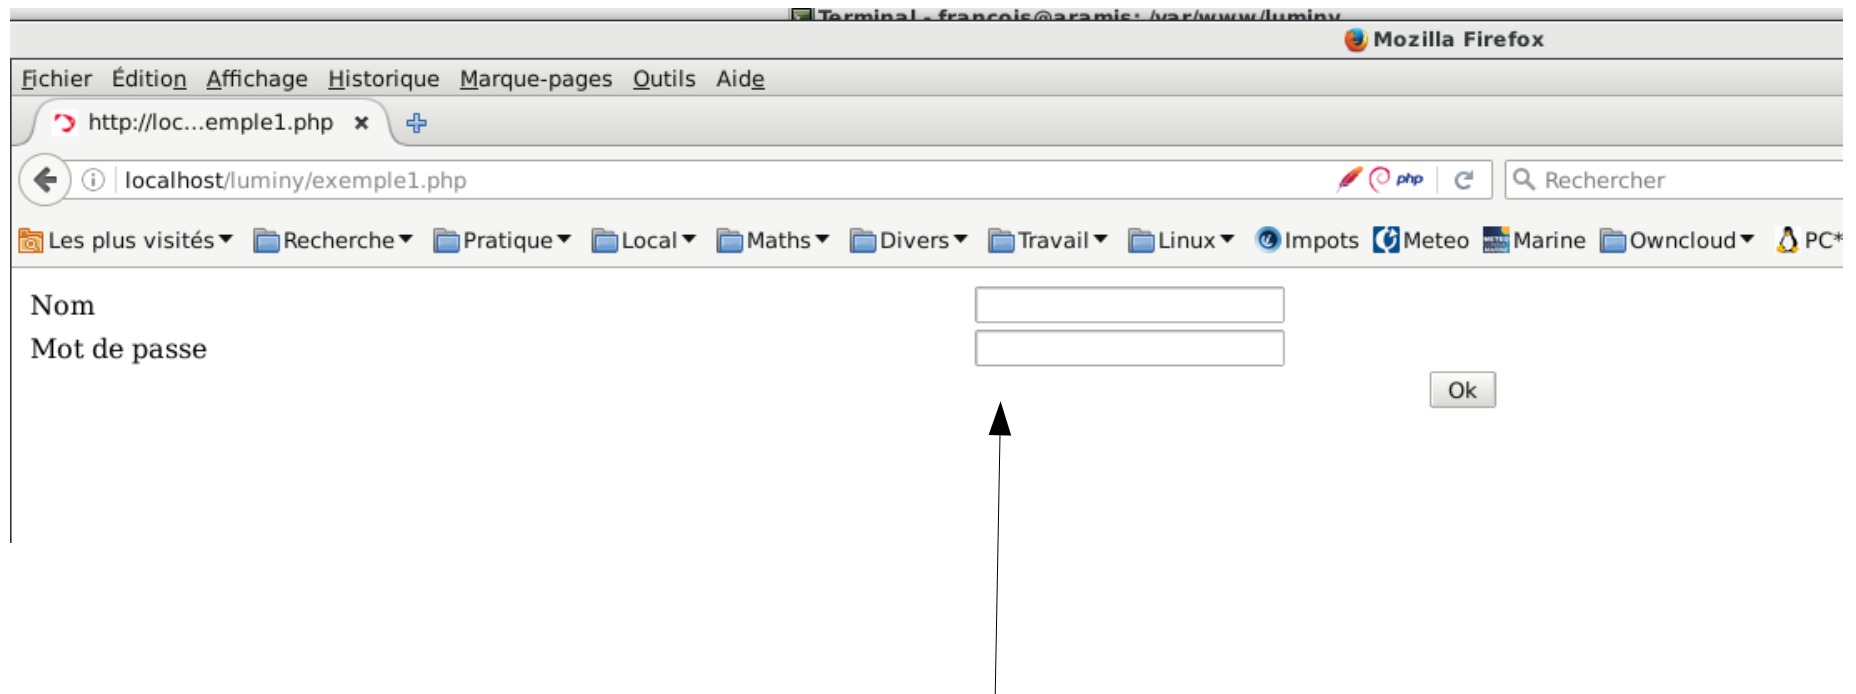 Terminal - francois@aramis: /var/www/luminy
Mozilla Firefox
Fichier Édition Affichage Historique Marque-pages Outils Aide
http://loc...emple1.php
localhost/luminy/exemple1.php php Rechercher
Les plus visités Recherche Pratique Local Maths Divers Travail Linux Impots Meteo Marine Owncloud PC*
Nom
Mot de passe
Ok